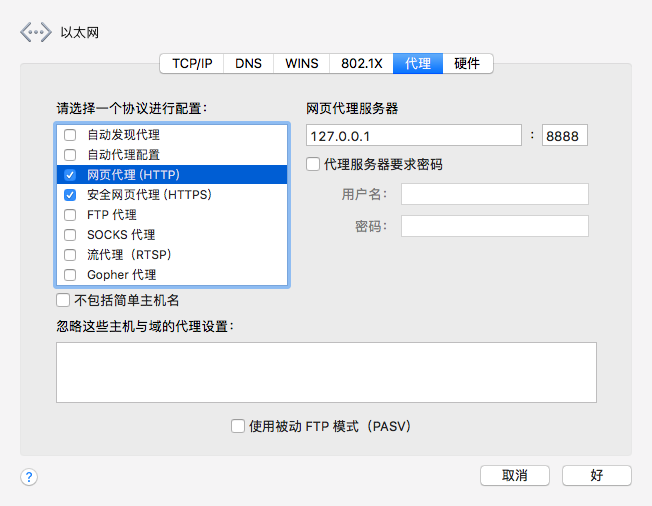 以太网
TCP/IP DNS WINS 802.1X 代理 硬件
请选择一个协议进行配置：
自动发现代理
自动代理配置
网页代理 (HTTP)
安全网页代理 (HTTPS)
FTP 代理
SOCKS 代理
流代理（RTSP）
Gopher 代理
不包括简单主机名
网页代理服务器
127.0.0.1 : 8888
代理服务器要求密码
用户名：
密码：
忽略这些主机与域的代理设置：
使用被动 FTP 模式（PASV）
? 取消 好